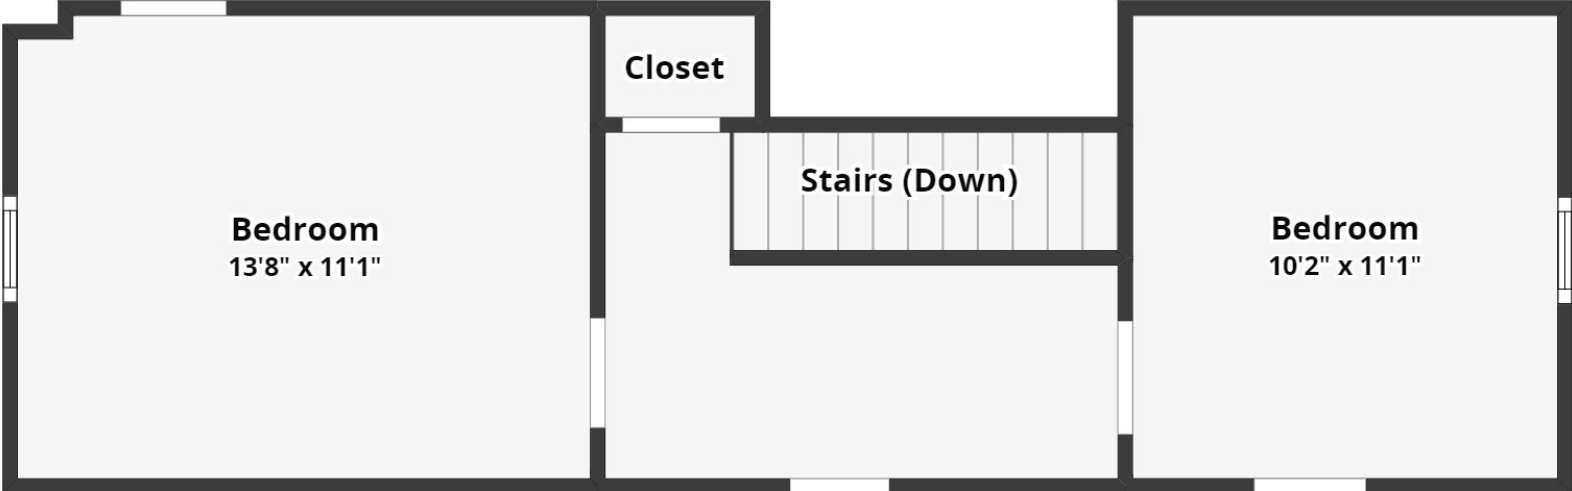 Closet
Stairs (Down)
Bedroom
13'8" x 11'1"
Bedroom
10'2" x 11'1"